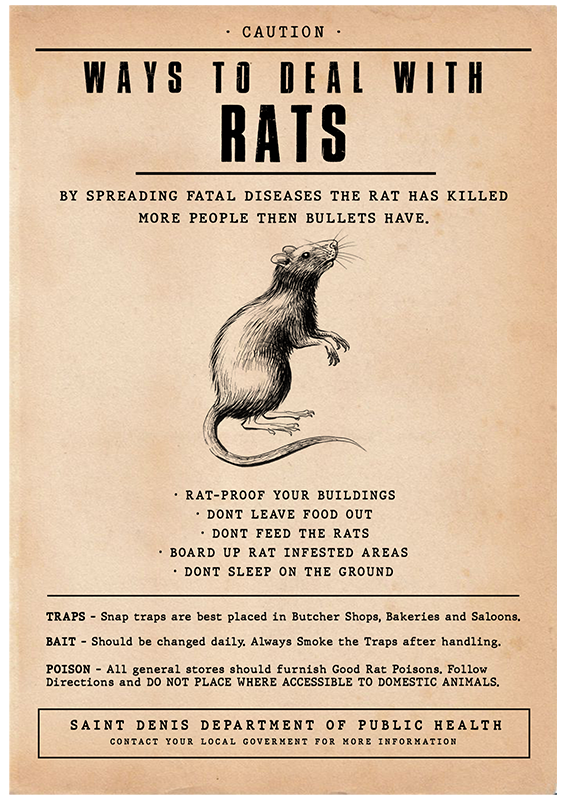 · CAUTION ·
WAYS TO DEAL WITH
RATS
BY SPREADING FATAL DISEASES THE RAT HAS KILLED
MORE PEOPLE THEN BULLETS HAVE.
· RAT-PROOF YOUR BUILDINGS
· DONT LEAVE FOOD OUT
· DONT FEED THE RATS
· BOARD UP RAT INFESTED AREAS
· DONT SLEEP ON THE GROUND
TRAPS – Snap traps are best placed in Butcher Shops, Bakeries and Saloons.
BAIT – Should be changed daily. Always Smoke the Traps after handling.
POISON – All general stores should furnish Good Rat Poisons. Follow
Directions and DO NOT PLACE WHERE ACCESSIBLE TO DOMESTIC ANIMALS.
SAINT DENIS DEPARTMENT OF PUBLIC HEALTH
CONTACT YOUR LOCAL GOVERMENT FOR MORE INFORMATION